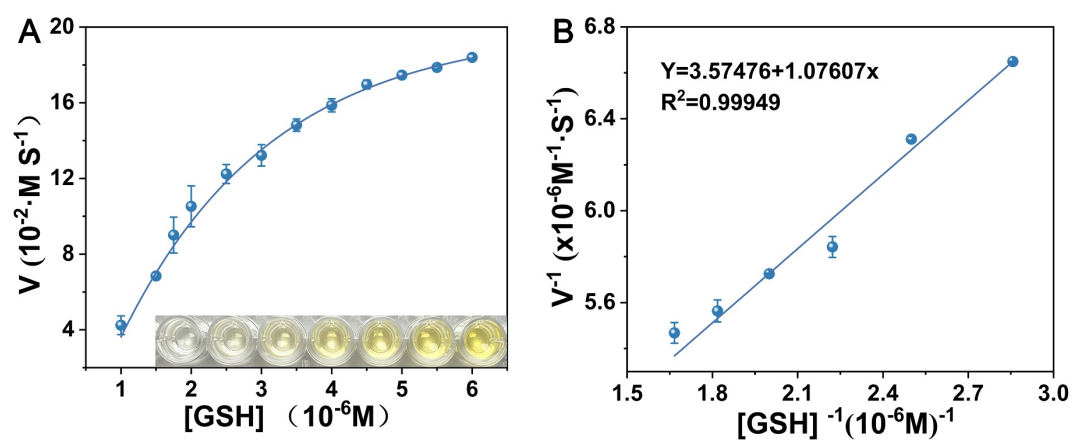 A
20
16
12
8
4
V (10⁻²·M S⁻¹)
1 2 3 4 5 6
[GSH] （10⁻⁶M）
B
6.8
6.4
6.0
5.6
V⁻¹ (x10⁻⁶M⁻¹·S⁻¹)
Y=3.57476+1.07607x
R²=0.99949
1.5 1.8 2.1 2.4 2.7 3.0
[GSH] ⁻¹(10⁻⁶M)⁻¹